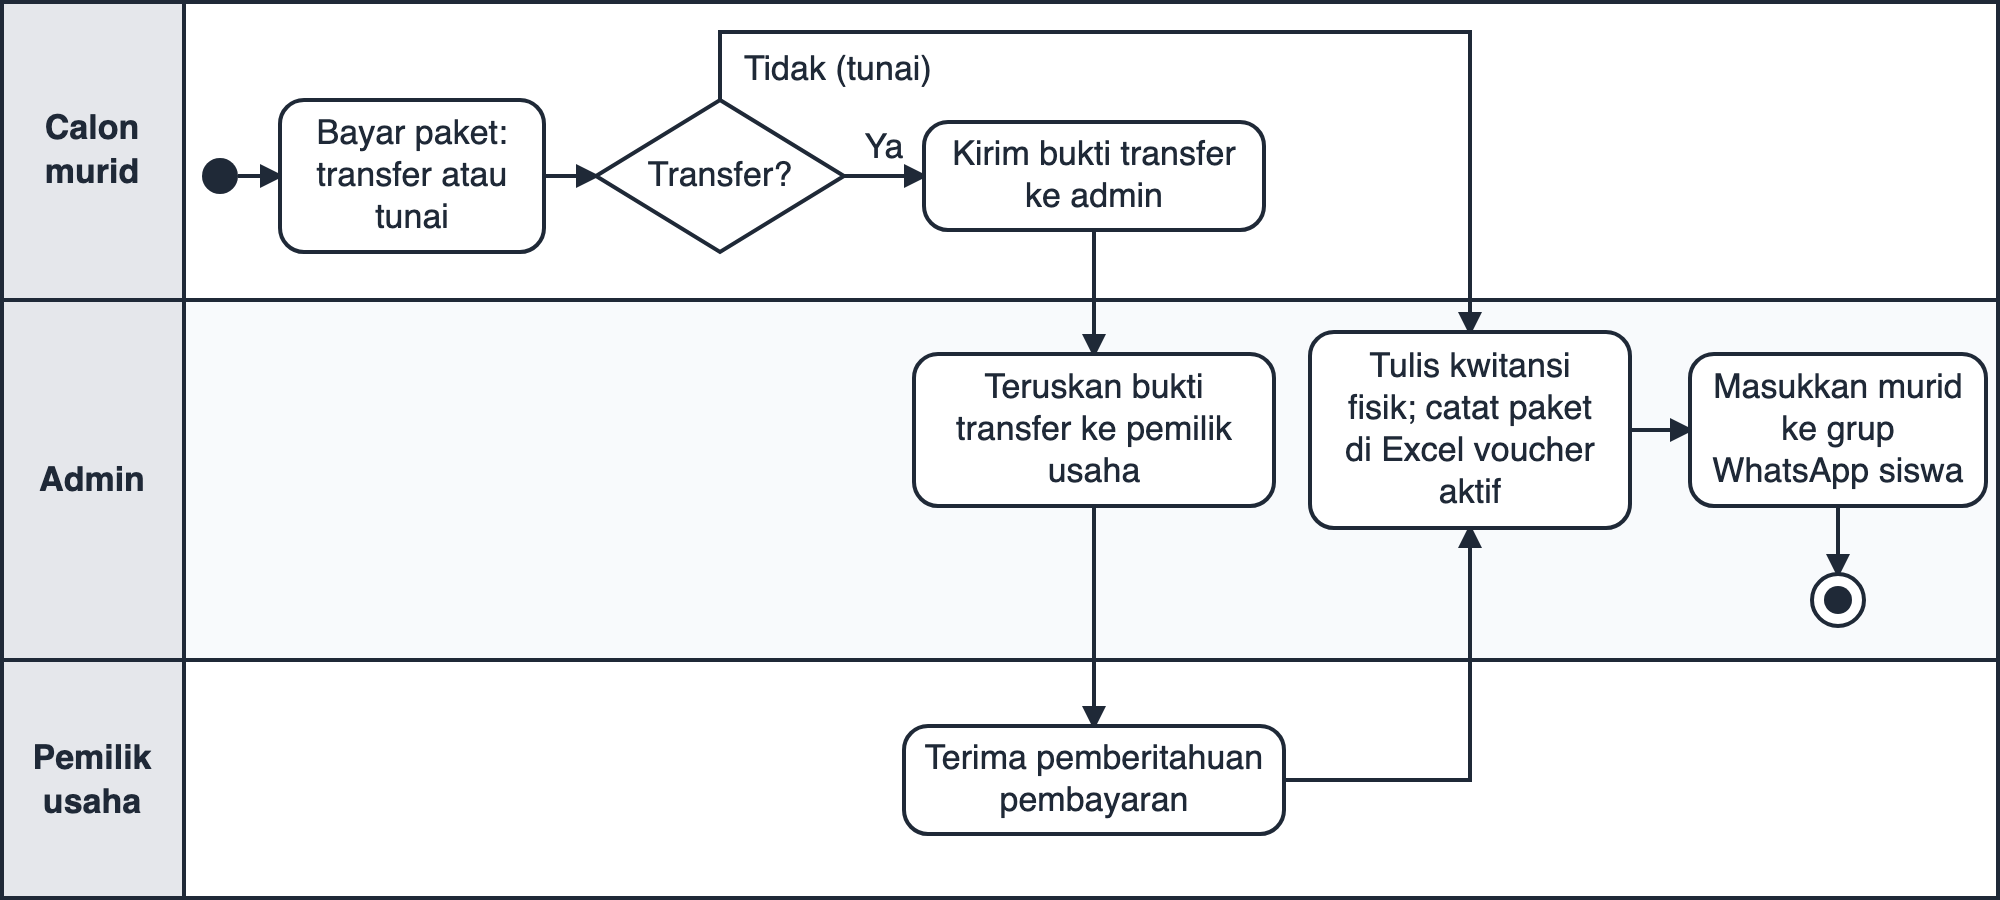 Calon
murid
Bayar paket:
transfer atau
tunai
Transfer?
Tidak (tunai)
Ya
Kirim bukti transfer
ke admin
Admin
Teruskan bukti
transfer ke pemilik
usaha
Tulis kwitansi
fisik; catat paket
di Excel voucher
aktif
Masukkan murid
ke grup
WhatsApp siswa
Pemilik
usaha
Terima pemberitahuan
pembayaran